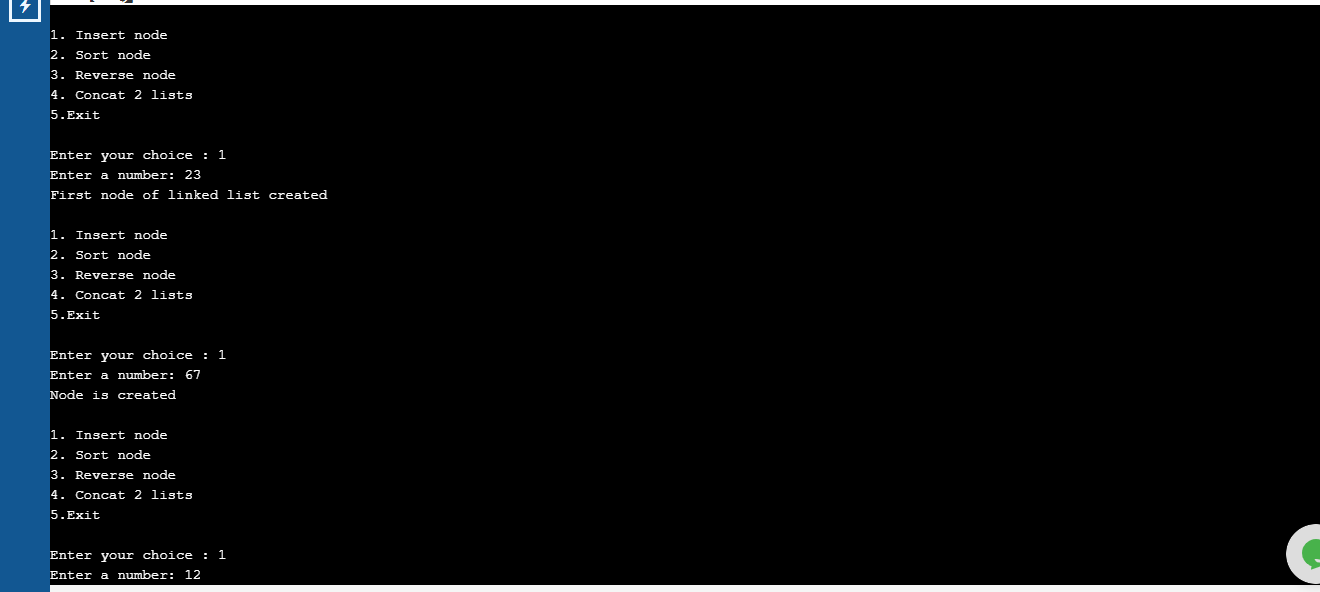 1. Insert node
2. Sort node
3. Reverse node
4. Concat 2 lists
5.Exit
Enter your choice : 1
Enter a number: 23
First node of linked list created
1. Insert node
2. Sort node
3. Reverse node
4. Concat 2 lists
5.Exit
Enter your choice : 1
Enter a number: 67
Node is created
1. Insert node
2. Sort node
3. Reverse node
4. Concat 2 lists
5.Exit
Enter your choice : 1
Enter a number: 12